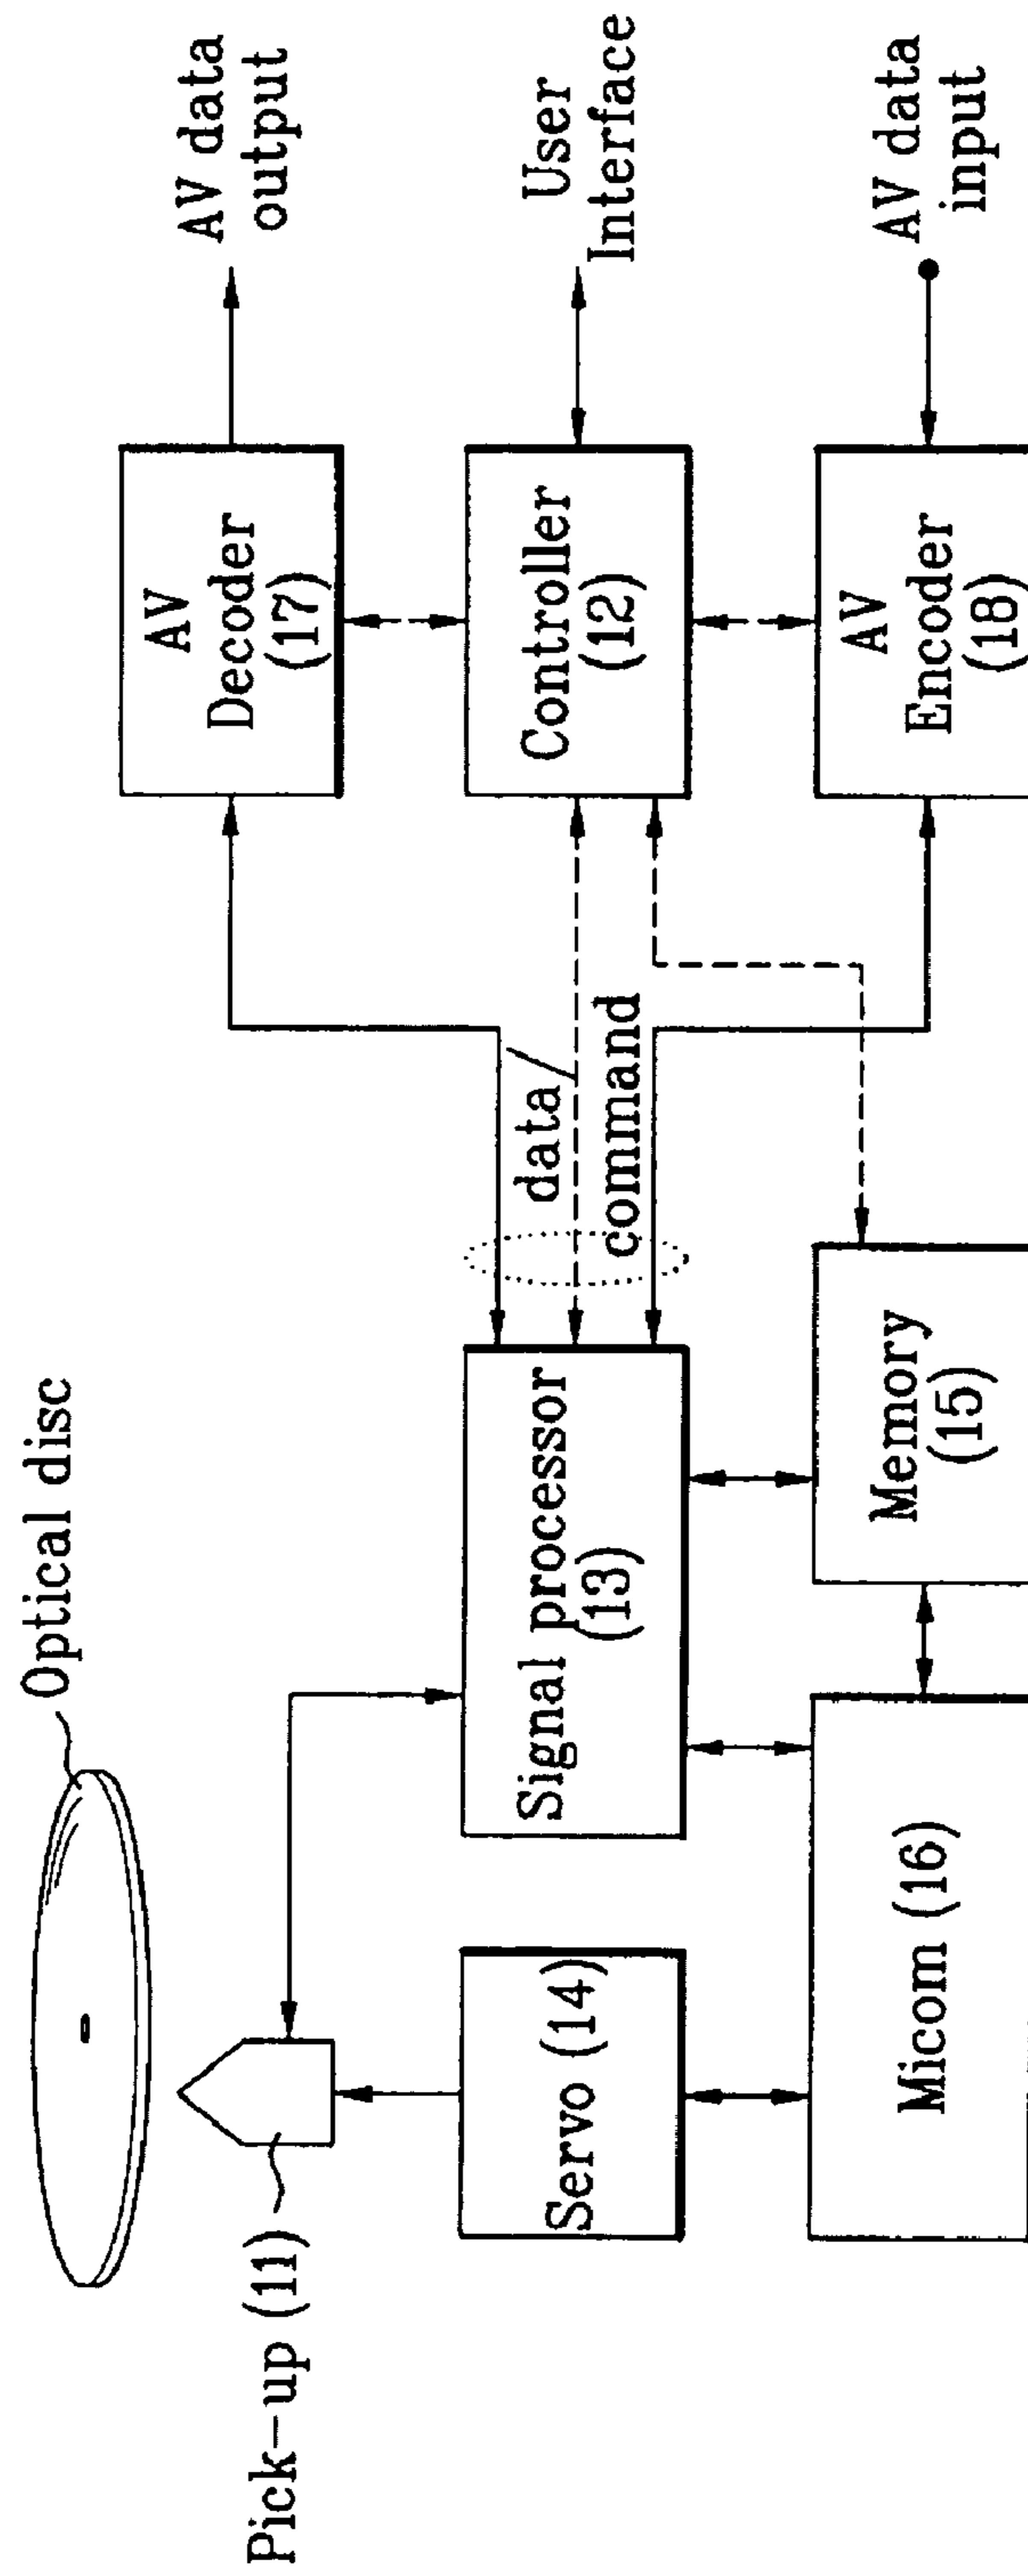 Optical disc
Pick-up (11)
Servo (14)
Signal processor
(13)
Micom (16)
Memory
(15)
data/
command
AV
Decoder
(17)
Controller
(12)
AV
Encoder
(18)
AV data
output
User
Interface
AV data
input